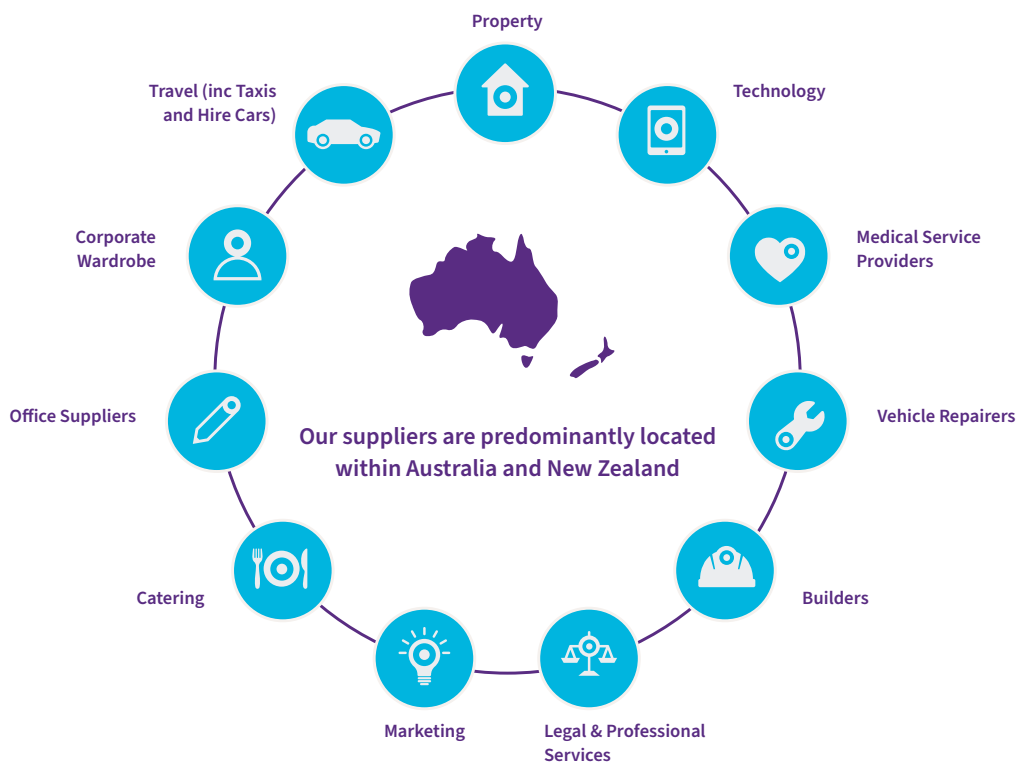 Property
Travel (inc Taxis
and Hire Cars)
Technology
Corporate
Wardrobe
Medical Service
Providers
Office Suppliers
Vehicle Repairers
Our suppliers are predominantly located
within Australia and New Zealand
Catering
Builders
Marketing
Legal & Professional
Services